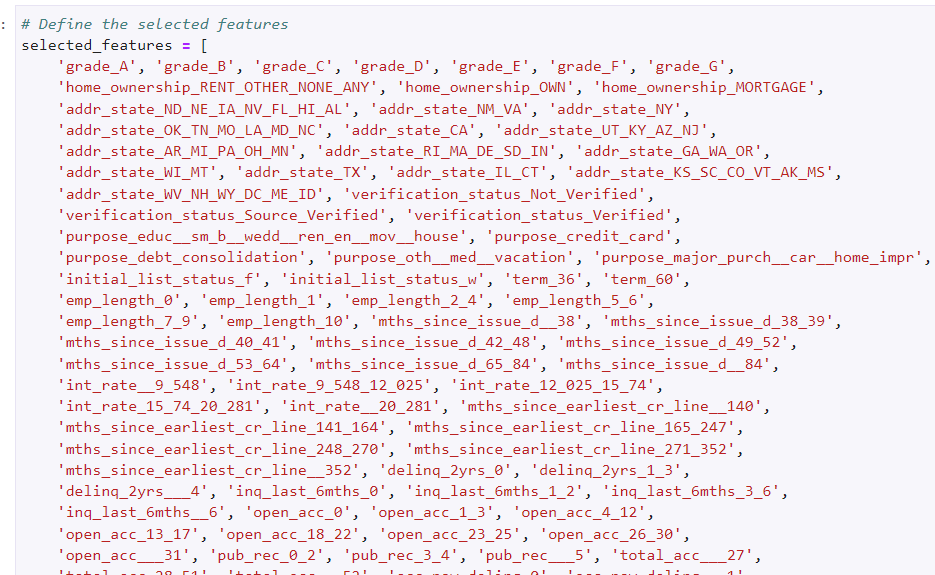 : # Define the selected features
selected_features = [
'grade_A', 'grade_B', 'grade_C', 'grade_D', 'grade_E', 'grade_F', 'grade_G',
'home_ownership_RENT_OTHER_NONE_ANY', 'home_ownership_OWN', 'home_ownership_MORTGAGE',
'addr_state_ND_NE_IA_NV_FL_HI_AL', 'addr_state_NM_VA', 'addr_state_NY',
'addr_state_OK_TN_MO_LA_MD_NC', 'addr_state_CA', 'addr_state_UT_KY_AZ_NJ',
'addr_state_AR_MI_PA_OH_MN', 'addr_state_RI_MA_DE_SD_IN', 'addr_state_GA_WA_OR',
'addr_state_WI_MT', 'addr_state_TX', 'addr_state_IL_CT', 'addr_state_KS_SC_CO_VT_AK_MS',
'addr_state_WV_NH_WY_DC_ME_ID', 'verification_status_Not_Verified',
'verification_status_Source_Verified', 'verification_status_Verified',
'purpose_educ__sm_b__wedd__ren_en__mov__house', 'purpose_credit_card',
'purpose_debt_consolidation', 'purpose_oth__med__vacation', 'purpose_major_purch__car__home_impr',
'initial_list_status_f', 'initial_list_status_w', 'term_36', 'term_60',
'emp_length_0', 'emp_length_1', 'emp_length_2_4', 'emp_length_5_6',
'emp_length_7_9', 'emp_length_10', 'mths_since_issue_d__38', 'mths_since_issue_d_38_39',
'mths_since_issue_d_40_41', 'mths_since_issue_d_42_48', 'mths_since_issue_d_49_52',
'mths_since_issue_d_53_64', 'mths_since_issue_d_65_84', 'mths_since_issue_d__84',
'int_rate__9_548', 'int_rate_9_548_12_025', 'int_rate_12_025_15_74',
'int_rate_15_74_20_281', 'int_rate__20_281', 'mths_since_earliest_cr_line__140',
'mths_since_earliest_cr_line_141_164', 'mths_since_earliest_cr_line_165_247',
'mths_since_earliest_cr_line_248_270', 'mths_since_earliest_cr_line_271_352',
'mths_since_earliest_cr_line__352', 'delinq_2yrs_0', 'delinq_2yrs_1_3',
'delinq_2yrs___4', 'inq_last_6mths_0', 'inq_last_6mths_1_2', 'inq_last_6mths_3_6',
'inq_last_6mths__6', 'open_acc_0', 'open_acc_1_3', 'open_acc_4_12',
'open_acc_13_17', 'open_acc_18_22', 'open_acc_23_25', 'open_acc_26_30',
'open_acc___31', 'pub_rec_0_2', 'pub_rec_3_4', 'pub_rec___5', 'total_acc___27',